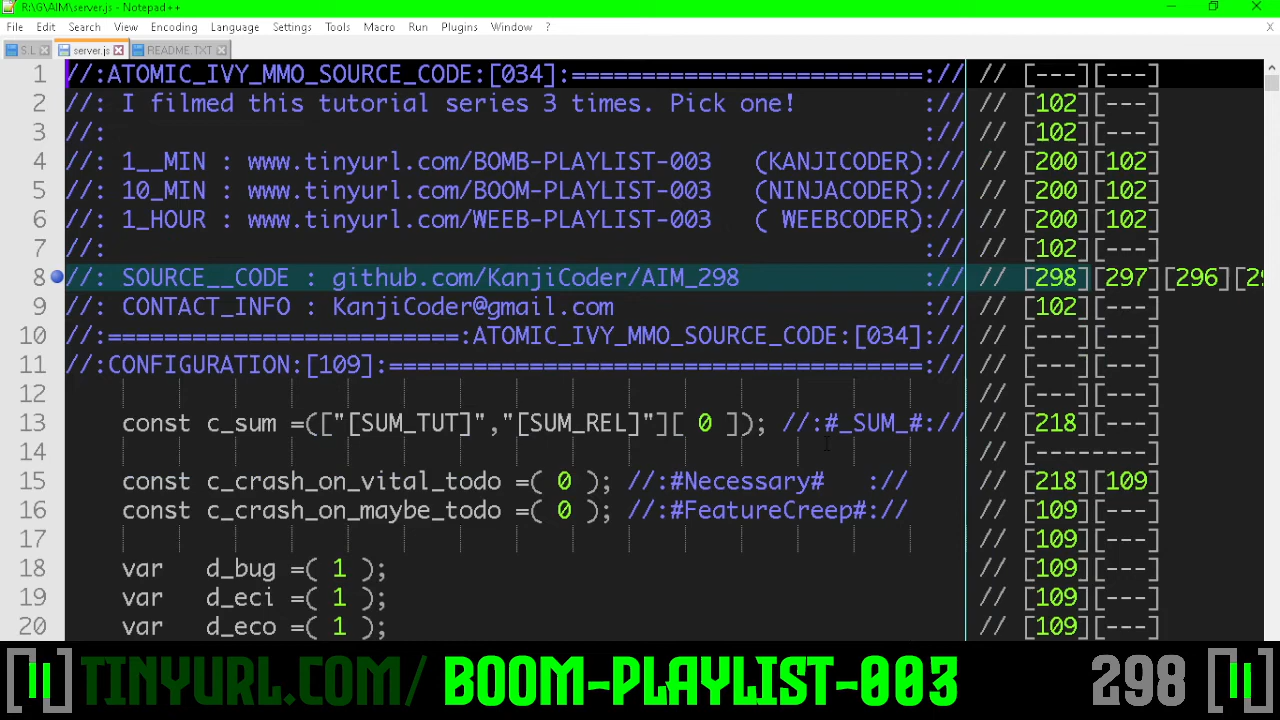 R:\G\AIM\server.js - Notepad++
File Edit Search View Encoding Language Settings Tools Macro Run Plugins Window ? X
S.L server.js README.TXT
1 //:ATOMIC_IVY_MMO_SOURCE_CODE:[034]:=========================:// // [---][---]
2 //: I filmed this tutorial series 3 times. Pick one! :// // [102][---]
3 //: :// // [102][---]
4 //: 1__MIN : www.tinyurl.com/BOMB-PLAYLIST-003 (KANJICODER):// // [200][102]
5 //: 10_MIN : www.tinyurl.com/BOOM-PLAYLIST-003 (NINJACODER):// // [200][102]
6 //: 1_HOUR : www.tinyurl.com/WEEB-PLAYLIST-003 ( WEEBCODER):// // [200][102]
7 //: :// // [102][---]
8 //: SOURCE__CODE : github.com/KanjiCoder/AIM_298 :// // [298][297][296][29
9 //: CONTACT_INFO : KanjiCoder@gmail.com :// // [102][---]
10 //:=========================:ATOMIC_IVY_MMO_SOURCE_CODE:[034]:// // [---][---]
11 //:CONFIGURATION:[109]:======================================:// // [---][---]
12 // [---][---]
13 const c_sum =(["[SUM_TUT]","[SUM_REL]"][ 0 ]); //:#_SUM_#:// // [218][---]
14 // [--------]
15 const c_crash_on_vital_todo =( 0 ); //:#Necessary# :// // [218][109]
16 const c_crash_on_maybe_todo =( 0 ); //:#FeatureCreep#:// // [109][---]
17 // [109][---]
18 var d_bug =( 1 ); // [109][---]
19 var d_eci =( 1 ); // [109][---]
20 var d_eco =( 1 ); // [109][---]
[||] TINYURL.COM/ BOOM-PLAYLIST-003 298 [||]